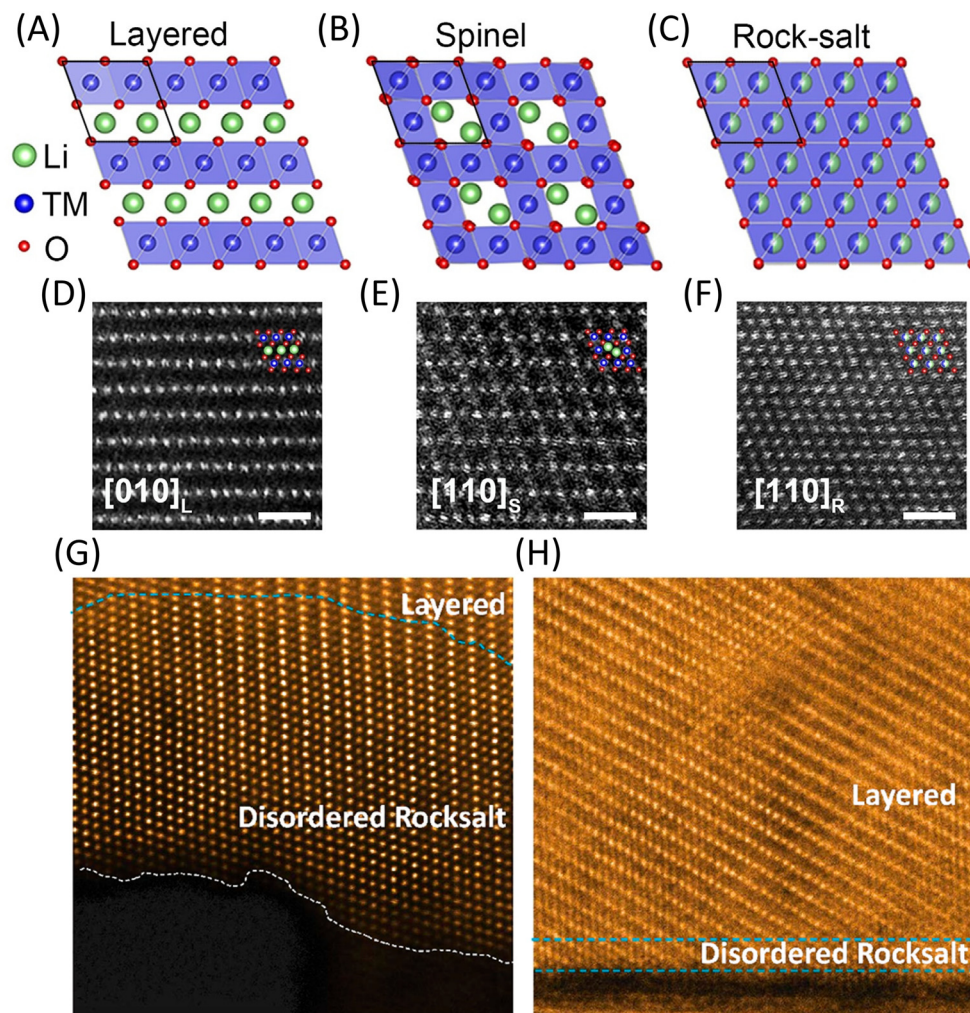 (A) Layered
(B) Spinel
(C) Rock-salt
Li
TM
O
(D)
[010]L
(E)
[110]S
(F)
[110]R
(G)
Layered
Disordered Rocksalt
(H)
Layered
Disordered Rocksalt